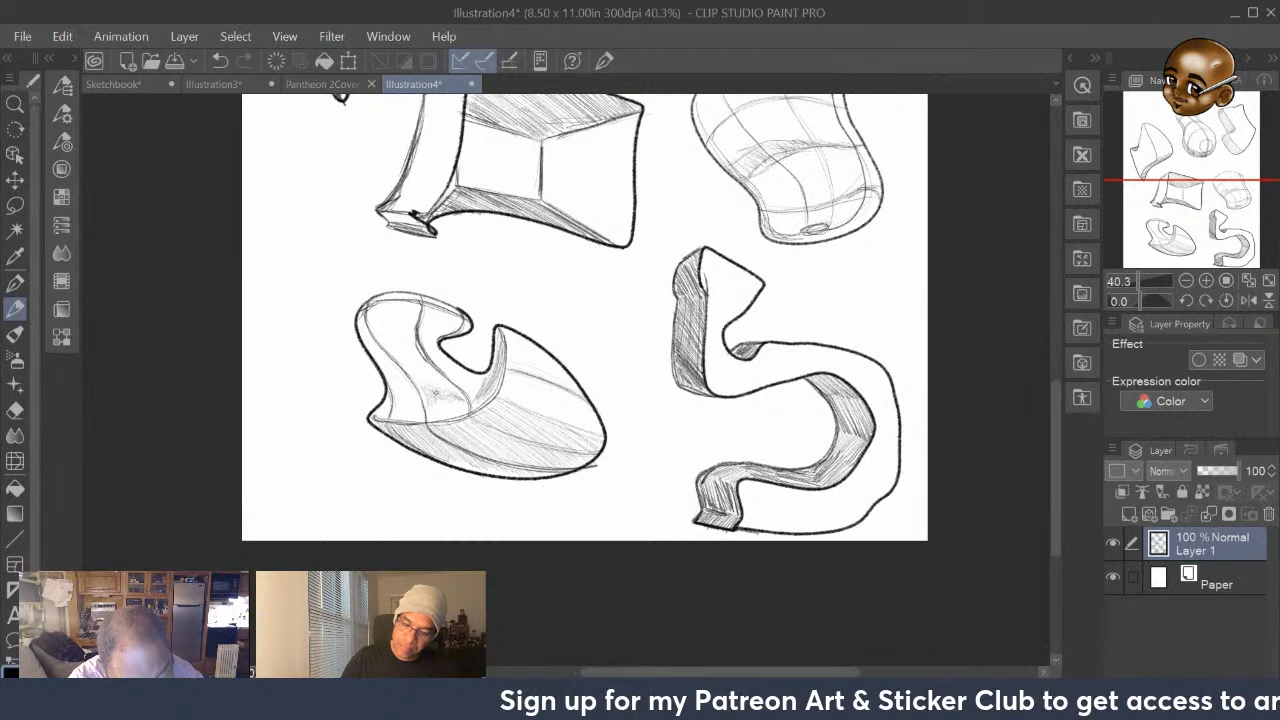 Illustration4* (8.50 x 11.00in 300dpi 40.3%) - CLIP STUDIO PAINT PRO
File Edit Animation Layer Select View Filter Window Help
Sketchbook* Illustration3* Pantheon 2Cover Illustration4*
40.3
0.0
Layer Property
Effect
Expression color
Color
Layer
Norm 100
100 % Normal
Layer 1
Paper
Sign up for my Patreon Art & Sticker Club to get access to